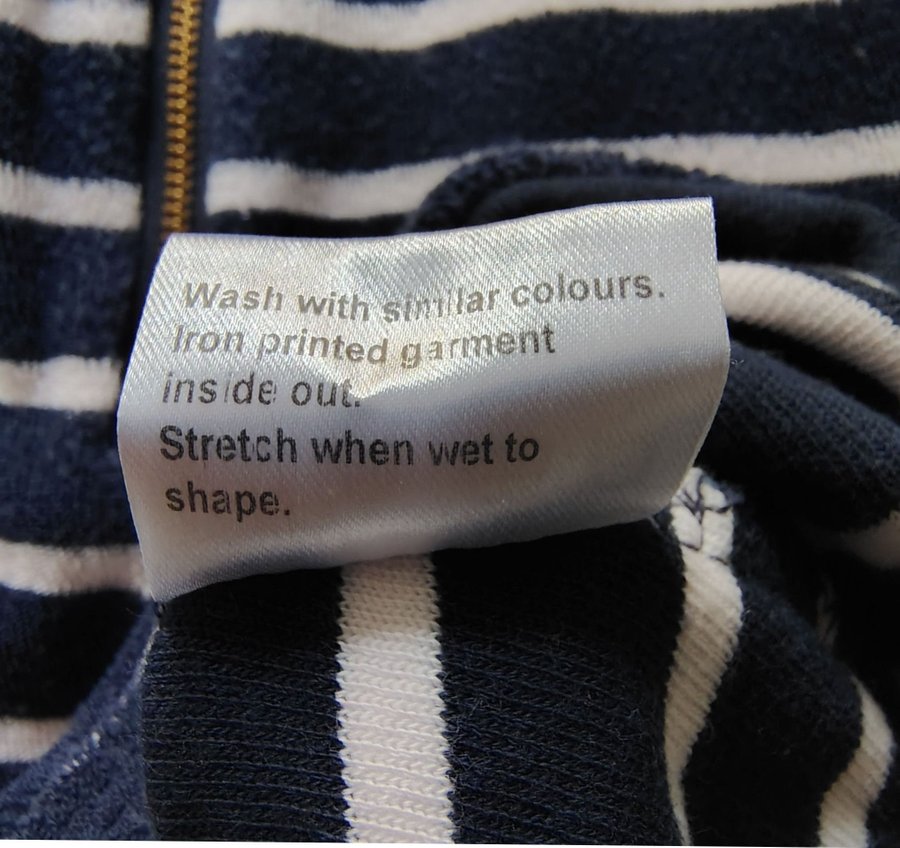 Wash with similar colours.
Iron printed garment
inside out.
Stretch when wet to
shape.